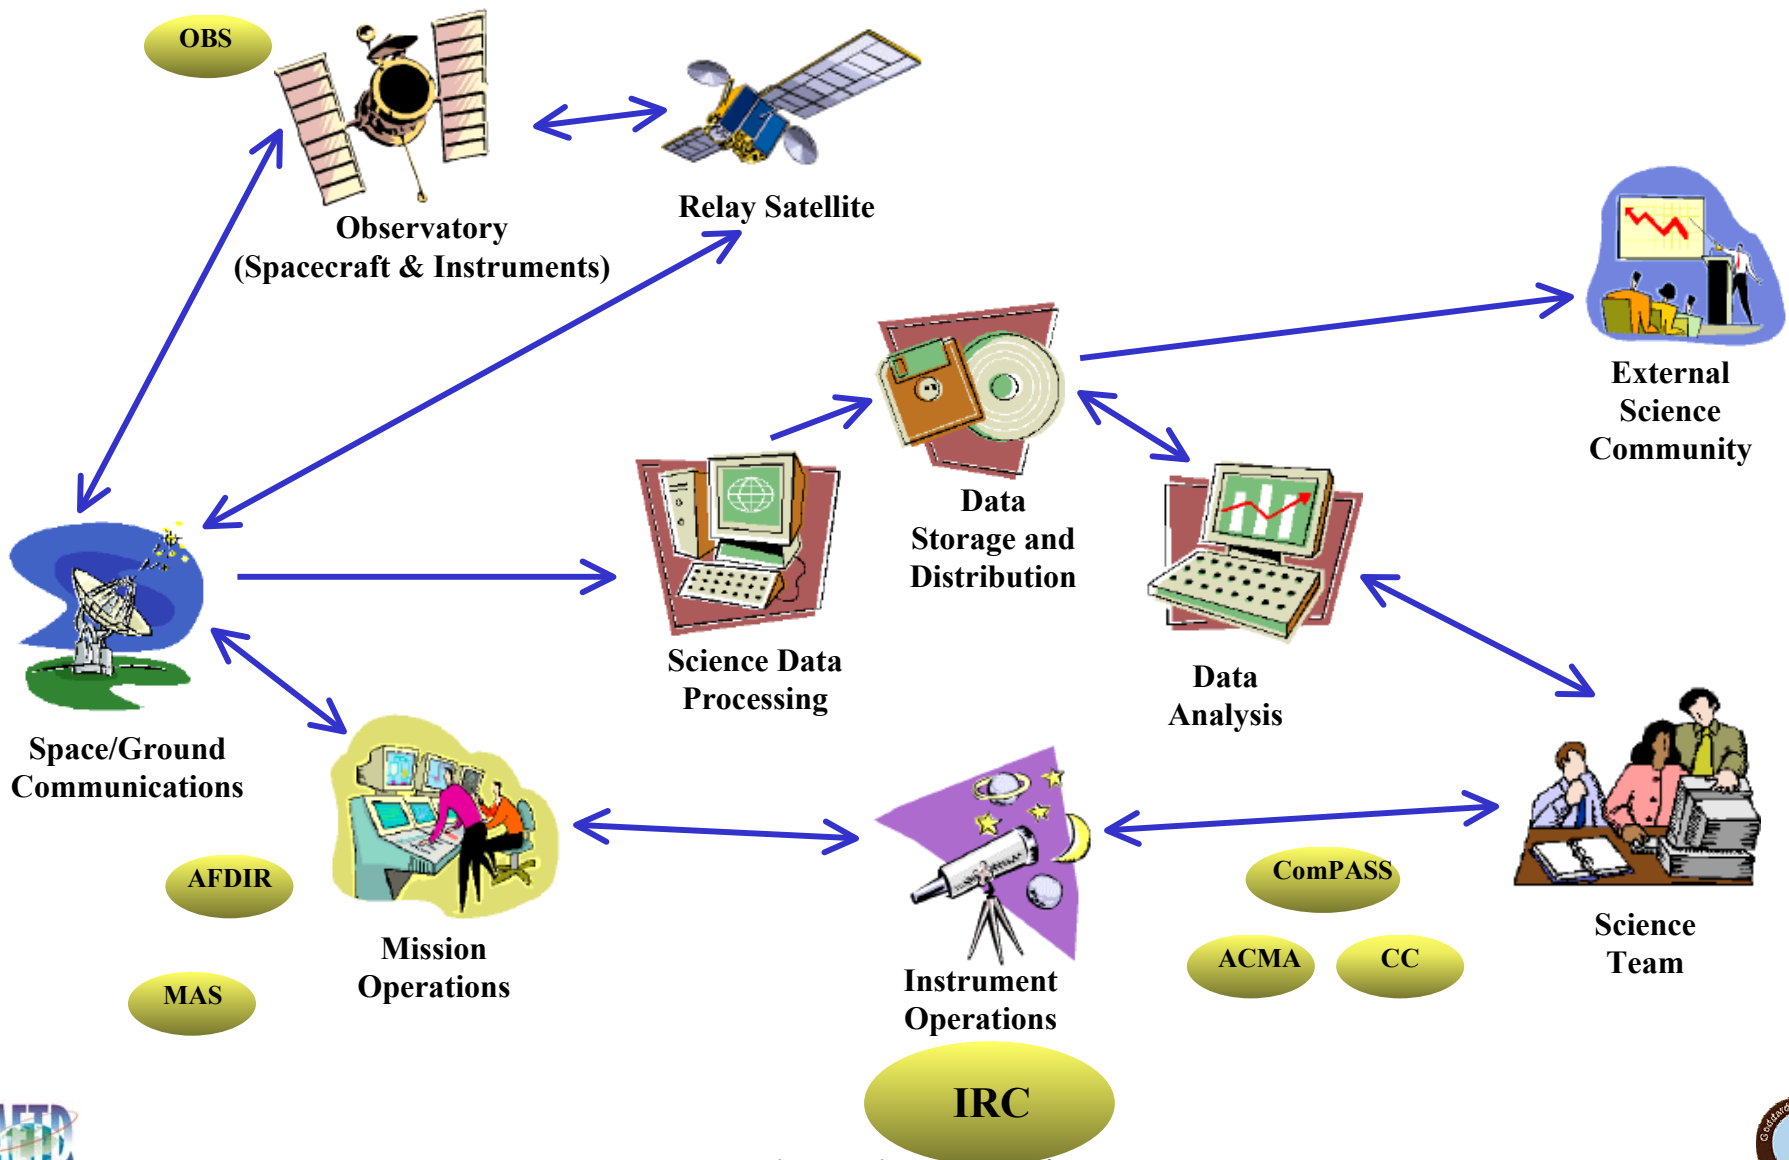 OBS
Relay Satellite
Observatory
(Spacecraft & Instruments)
External
Science
Community
Data
Storage and
Distribution
Science Data
Processing
Data
Analysis
Space/Ground
Communications
AFDIR
MAS
Mission
Operations
Instrument
Operations
ComPASS
ACMA
CC
Science
Team
IRC
Goddard